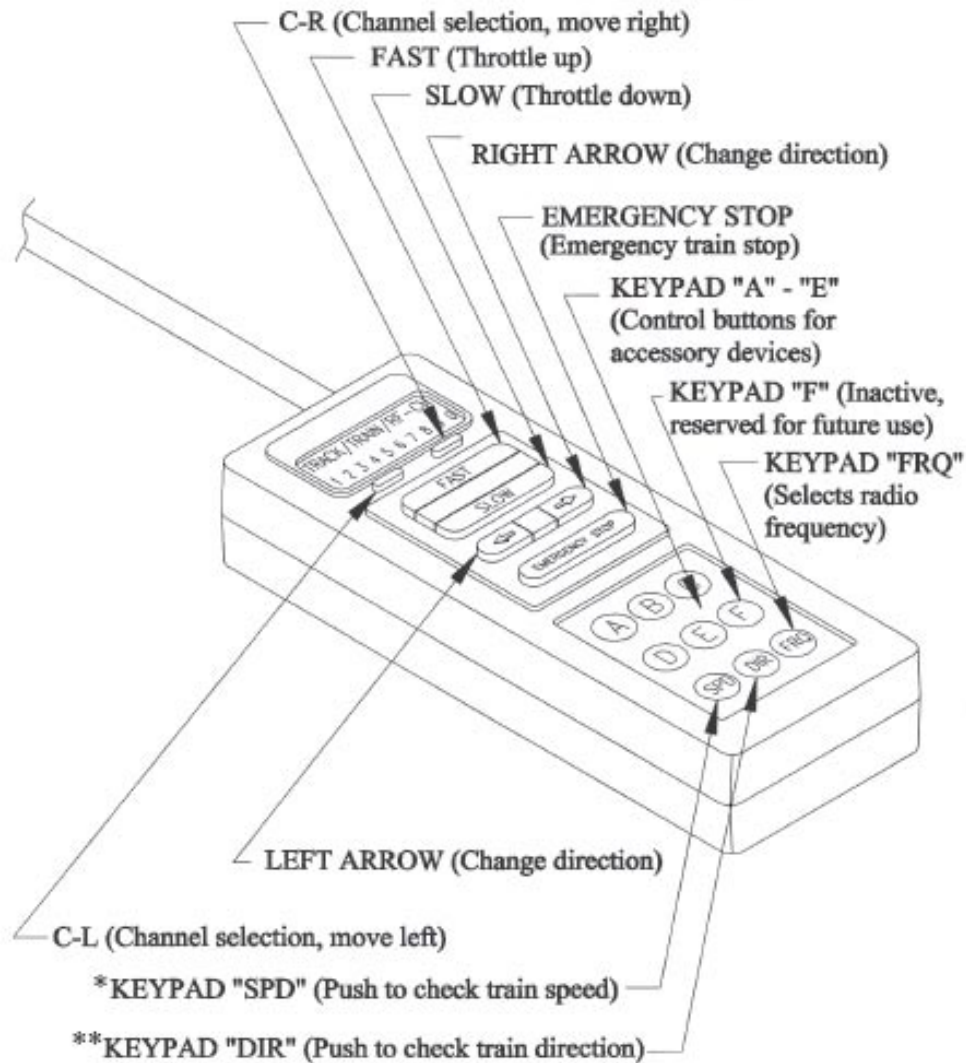 C-R (Channel selection, move right)
FAST (Throttle up)
SLOW (Throttle down)
RIGHT ARROW (Change direction)
EMERGENCY STOP
(Emergency train stop)
KEYPAD "A" - "E"
(Control buttons for
accessory devices)
KEYPAD "F" (Inactive,
reserved for future use)
KEYPAD "FRQ"
(Selects radio
frequency)
TRACK/TRAIN/RF-
1 2 3 4 5 6 7 8
FAST
SLOW
EMERGENCY STOP
A B
D E F
SPD DIR FRQ
LEFT ARROW (Change direction)
C-L (Channel selection, move left)
*KEYPAD "SPD" (Push to check train speed)
**KEYPAD "DIR" (Push to check train direction)